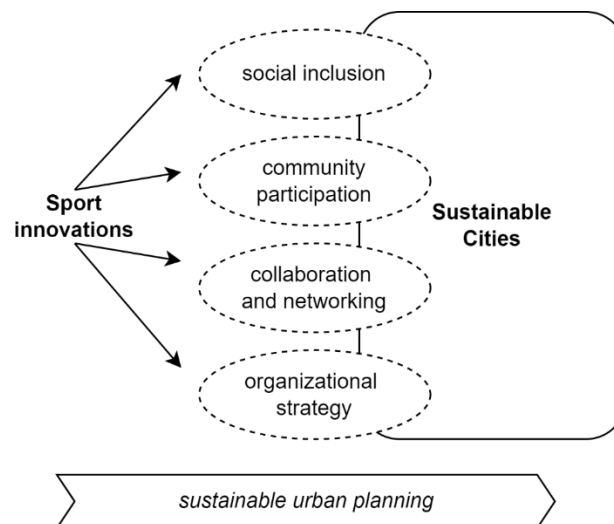 social inclusion
community
participation
Sport
innovations
Sustainable
Cities
collaboration
and networking
organizational
strategy
sustainable urban planning